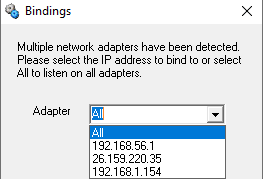 Bindings
Multiple network adapters have been detected.
Please select the IP address to bind to or select
All to listen on all adapters.
Adapter
All
All
192.168.56.1
26.159.220.35
192.168.1.154